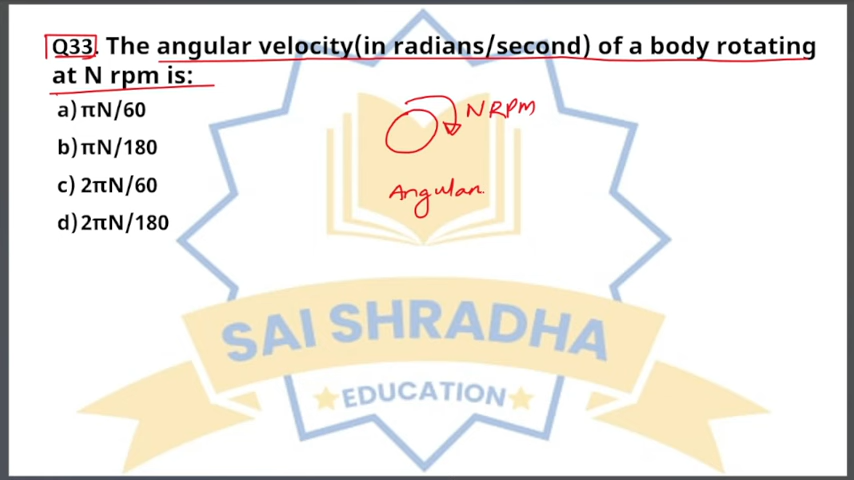 Q33. The angular velocity(in radians/second) of a body rotating
at N rpm is:
a) πN/60
b) πN/180
c) 2πN/60
d) 2πN/180
N RPM
Angular
SAI SHRADHA
EDUCATION